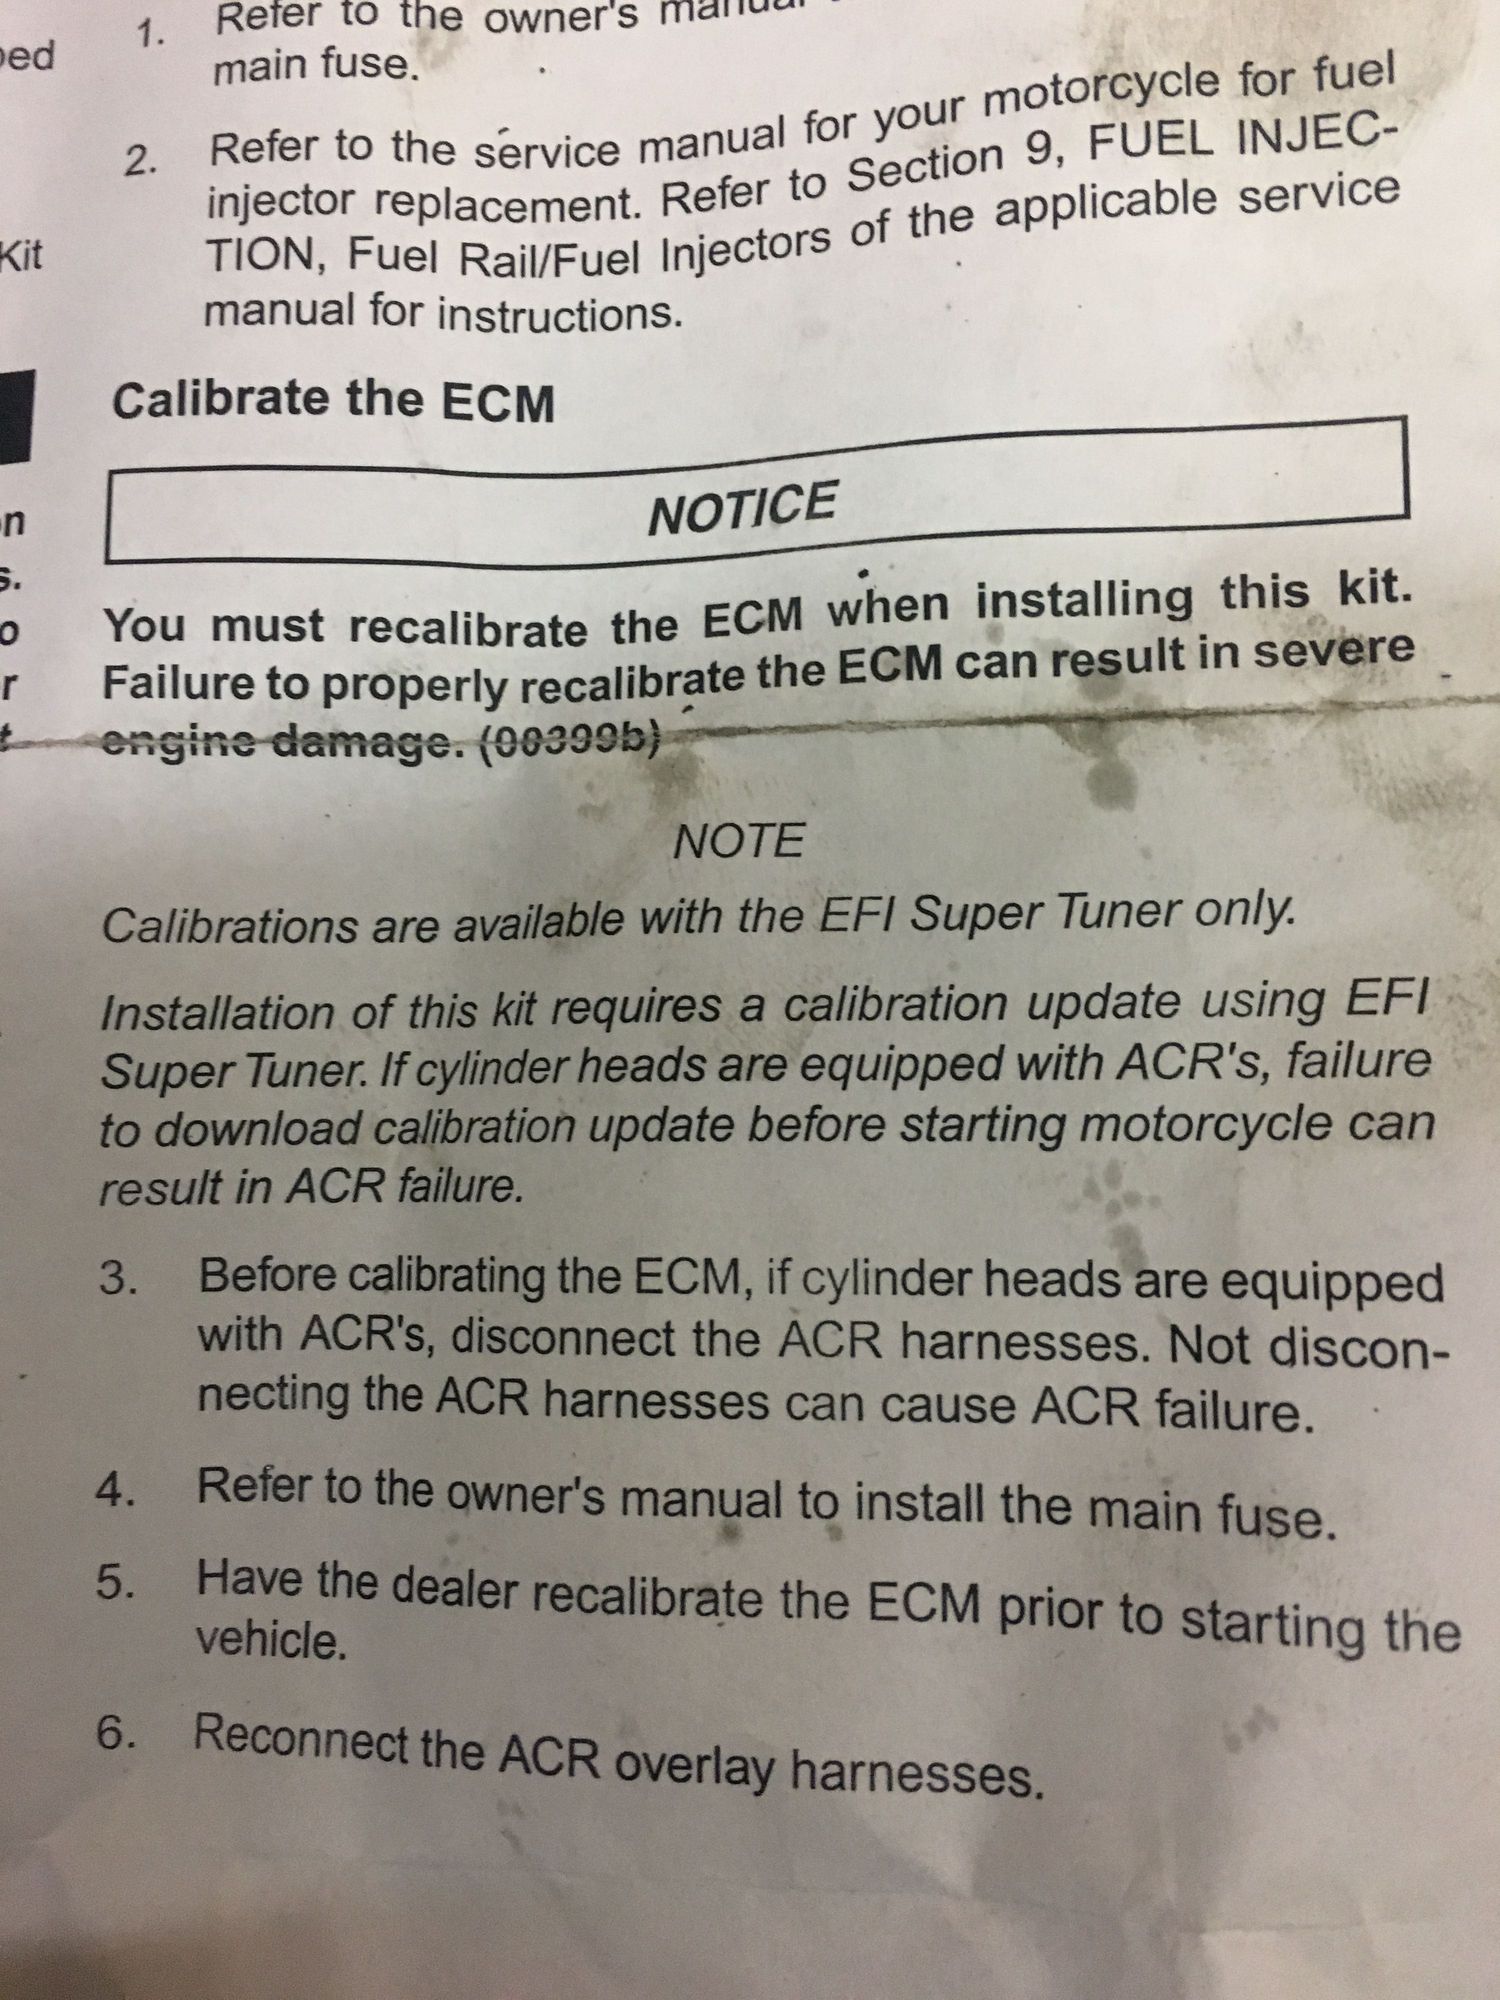 1. Refer to the owner's manual
main fuse.
2. Refer to the service manual for your motorcycle for fuel
injector replacement. Refer to Section 9, FUEL INJEC-
TION, Fuel Rail/Fuel Injectors of the applicable service
manual for instructions.
Calibrate the ECM
NOTICE
You must recalibrate the ECM when installing this kit.
Failure to properly recalibrate the ECM can result in severe
engine damage. (00399b)
NOTE
Calibrations are available with the EFI Super Tuner only.
Installation of this kit requires a calibration update using EFI
Super Tuner. If cylinder heads are equipped with ACR's, failure
to download calibration update before starting motorcycle can
result in ACR failure.
3. Before calibrating the ECM, if cylinder heads are equipped
with ACR's, disconnect the ACR harnesses. Not discon-
necting the ACR harnesses can cause ACR failure.
4. Refer to the owner's manual to install the main fuse.
5. Have the dealer recalibrate the ECM prior to starting the
vehicle.
6. Reconnect the ACR overlay harnesses.
Kit